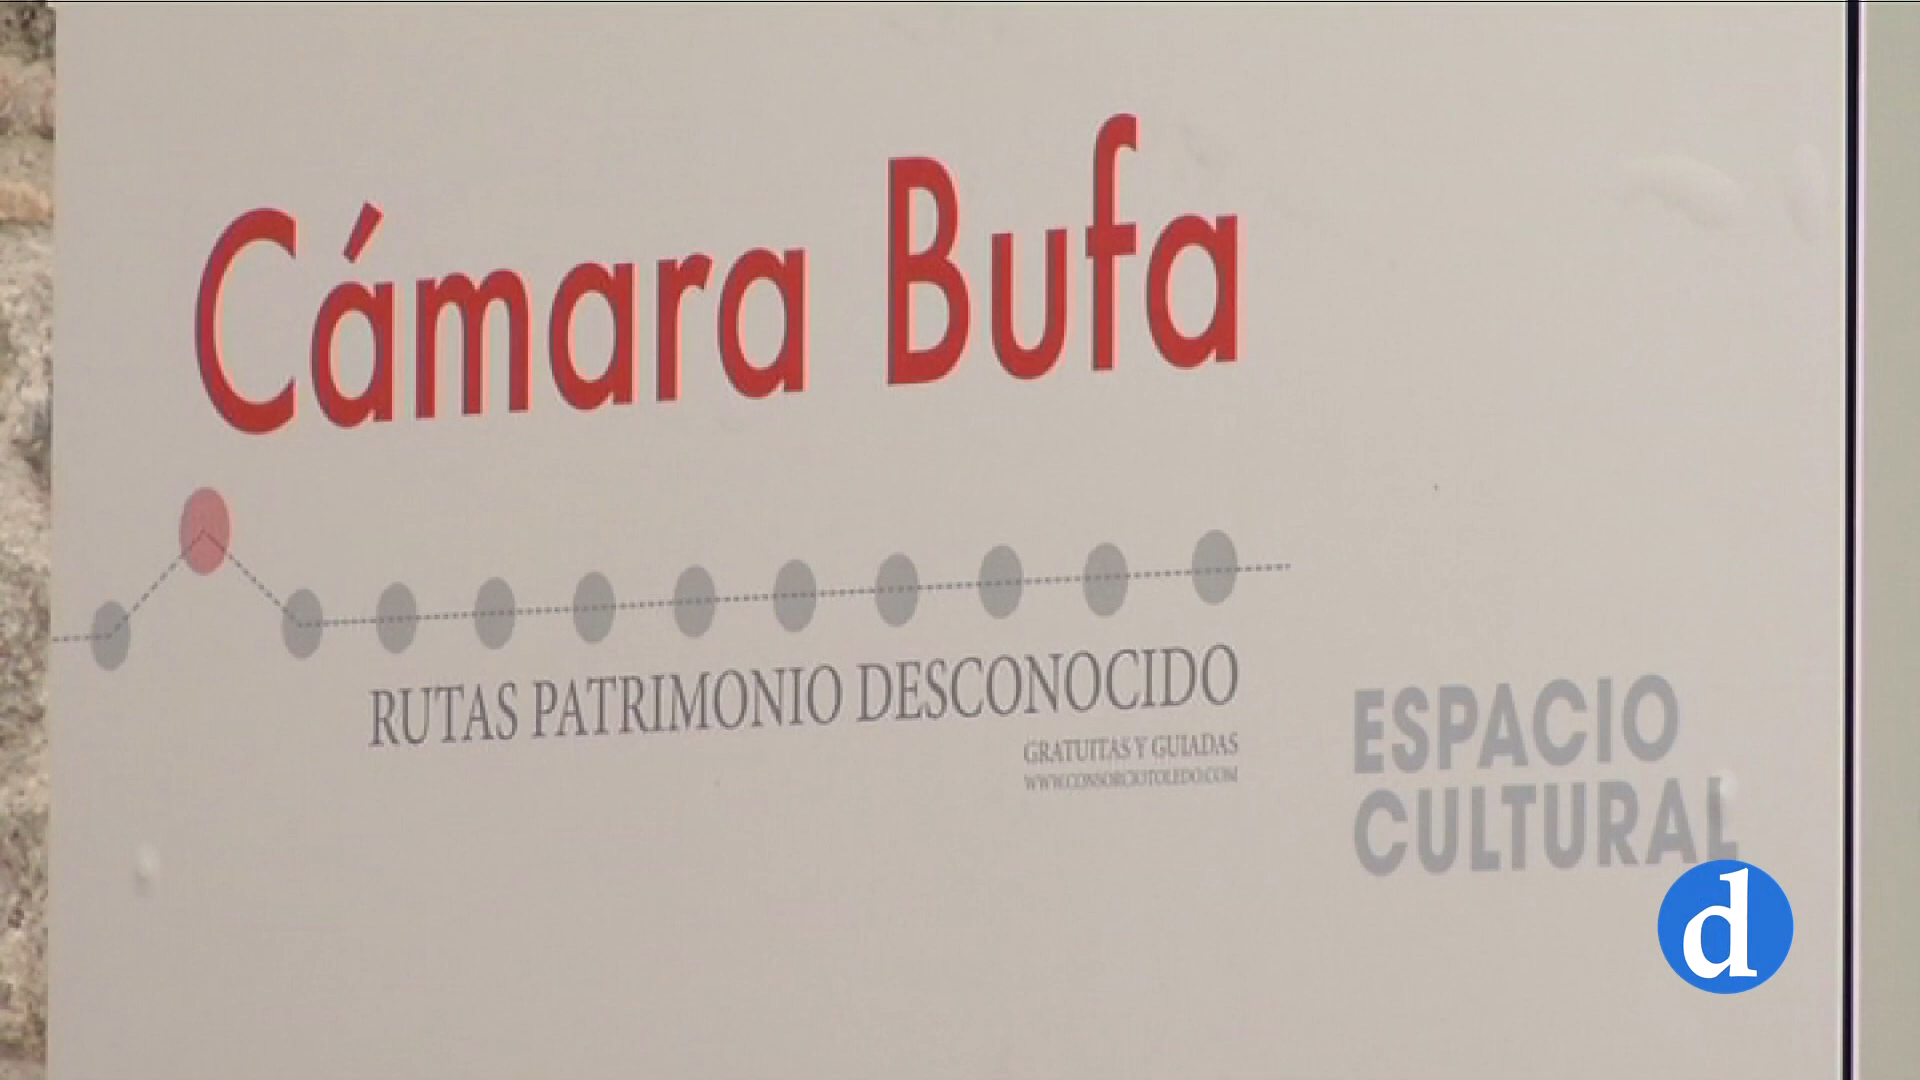 Cámara Bufa
RUTAS PATRIMONIO DESCONOCIDO
GRATUITAS Y GUIADAS
WWW.CONSORCIOTOLEDO.COM
ESPACIO
CULTURAL
d